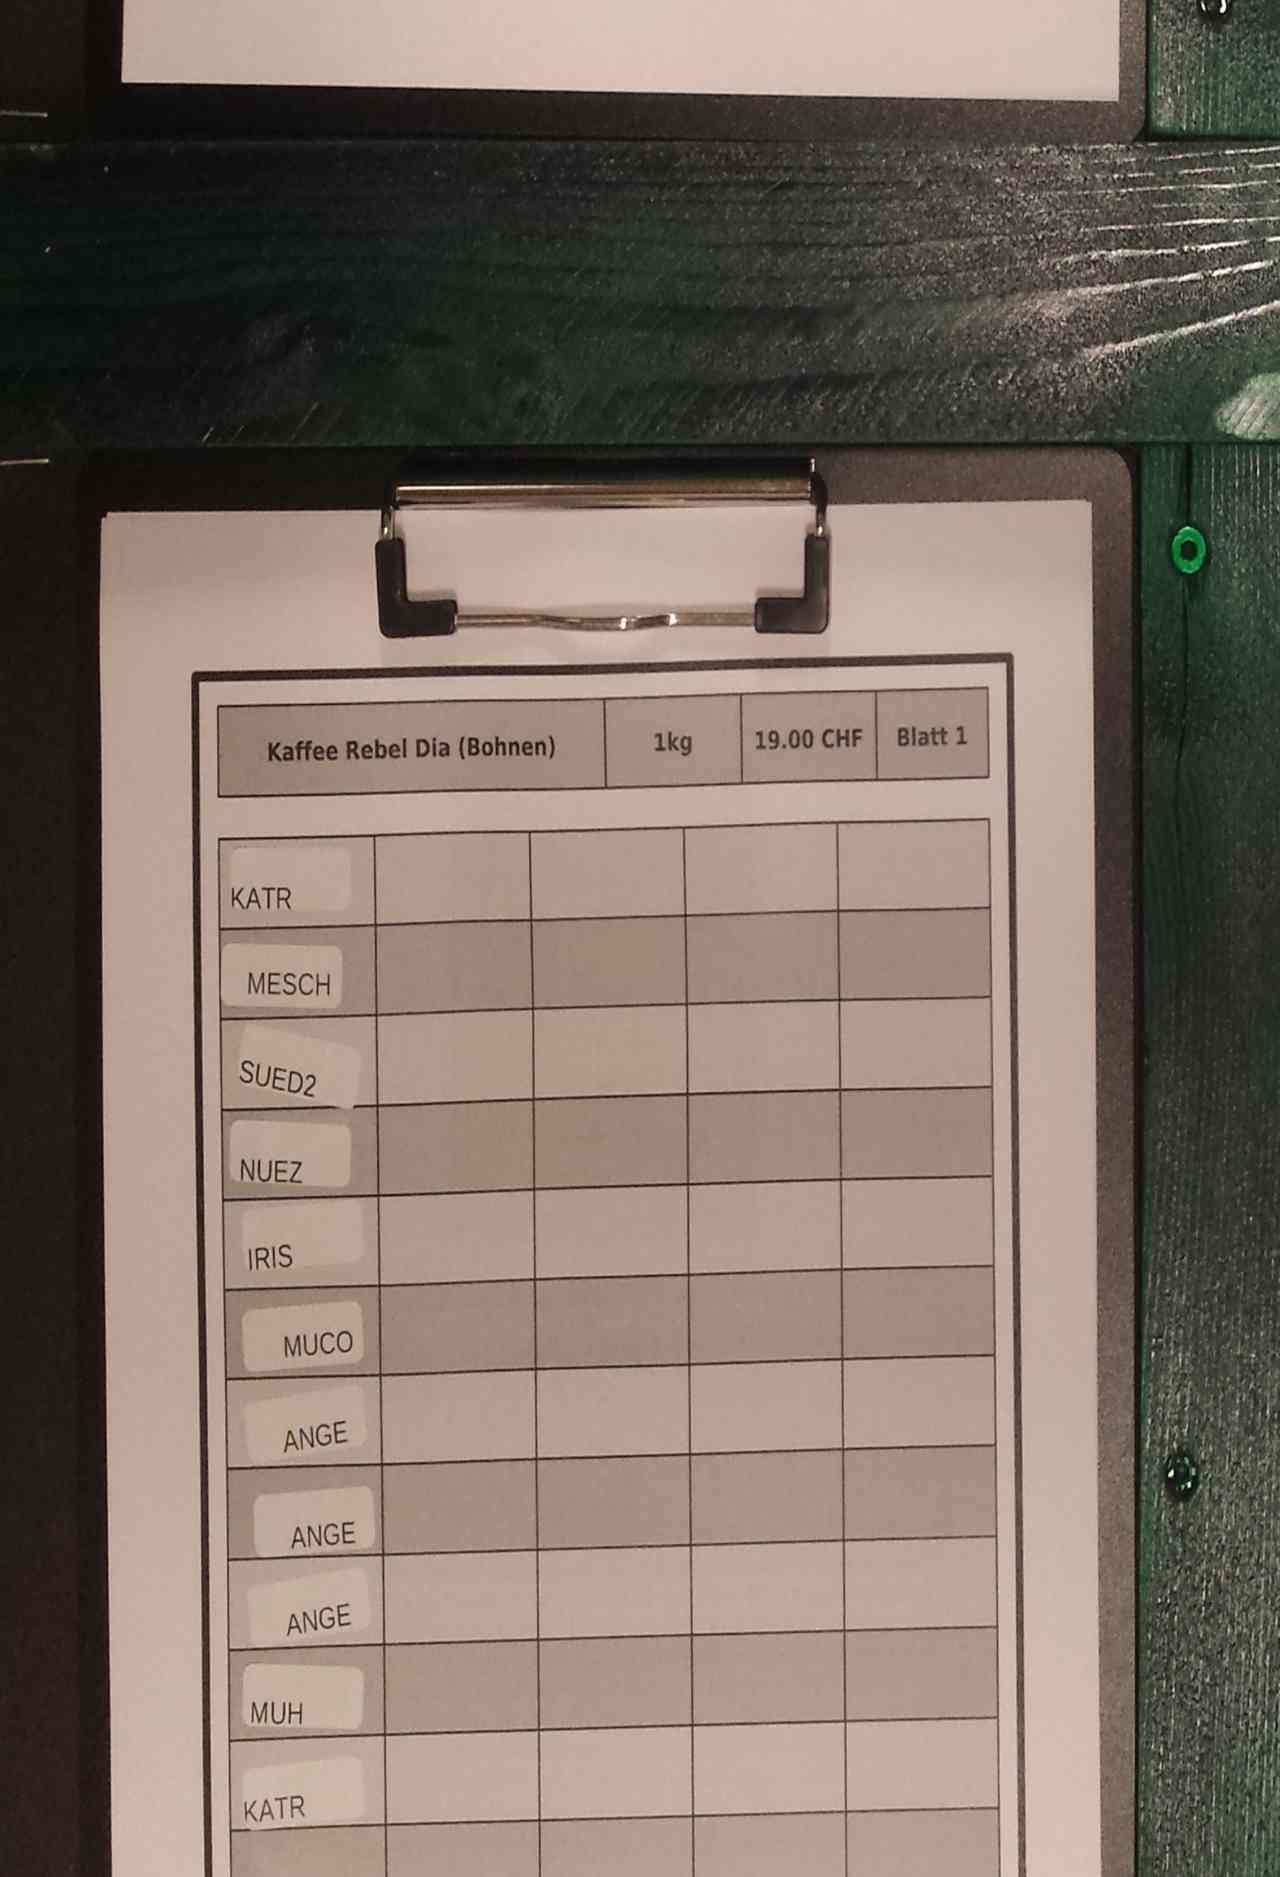 Kaffee Rebel Dia (Bohnen) 1kg 19.00 CHF Blatt 1
KATR
MESCH
SUED2
NUEZ
IRIS
MUCO
ANGE
ANGE
ANGE
MUH
KATR